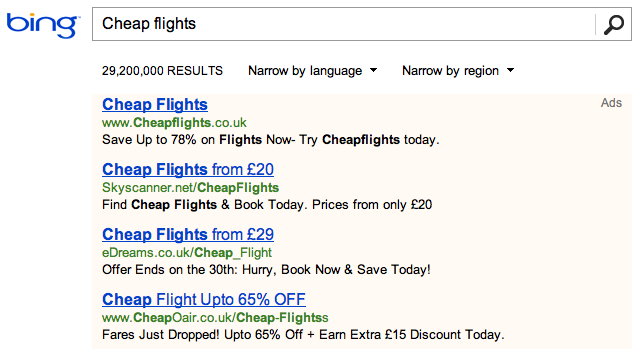 bing
Cheap flights
29,200,000 RESULTS Narrow by language Narrow by region
Cheap Flights Ads
www.Cheapflights.co.uk
Save Up to 78% on Flights Now- Try Cheapflights today.
Cheap Flights from £20
Skyscanner.net/CheapFlights
Find Cheap Flights & Book Today. Prices from only £20
Cheap Flights from £29
eDreams.co.uk/Cheap_Flight
Offer Ends on the 30th: Hurry, Book Now & Save Today!
Cheap Flight Upto 65% OFF
www.CheapOair.co.uk/Cheap-Flightss
Fares Just Dropped! Upto 65% Off + Earn Extra £15 Discount Today.